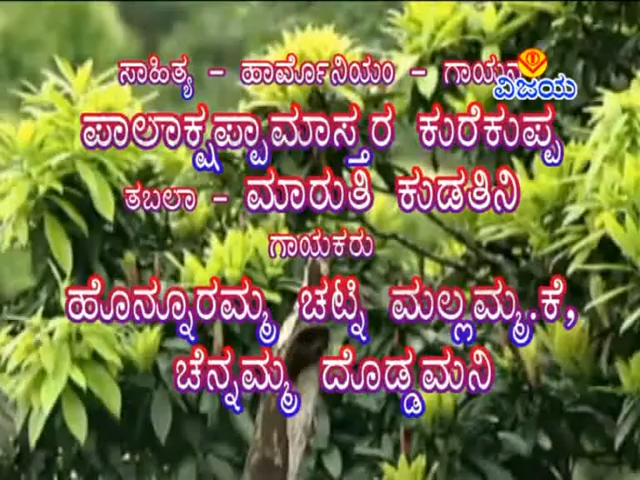 ಸಾಹಿತ್ಯ - ಹಾರ್ಮೊನಿಯಂ - ಗಾಯನ
ವಿಜಯ
ಪಾಲಾಕ್ಷಪ್ಪಾಮಾಸ್ತರ ಕುರೆಕುಪ್ಪ
ತಬಲಾ - ಮಾರುತಿ ಕುಡತಿನಿ
ಗಾಯಕರು
ಹೊನ್ನೂರಮ್ಮ ಚಟ್ನಿ ಮಲ್ಲಮ್ಮ.ಕೆ,
ಚೆನ್ನಮ್ಮ ದೊಡ್ಡಮನಿ